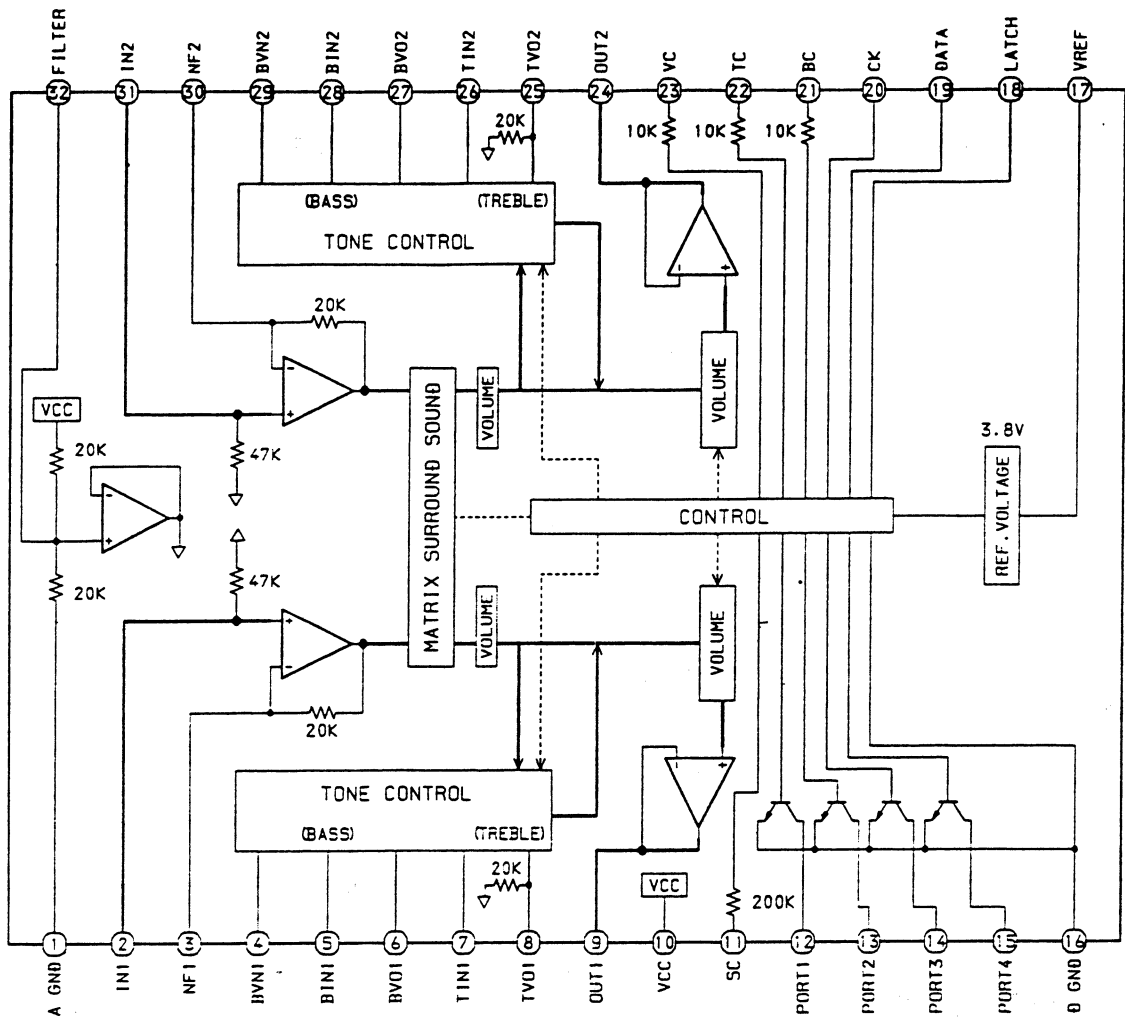 FILTER
IN2
NF2
BVN2
BIN2
BVO2
TIN2
TVO2
OUT2
VC
TC
BC
CK
DATA
LATCH
VREF
32
31
30
29
28
27
26
25
24
23
22
21
20
19
18
17
20K
10K
10K
10K
(BASS)
(TREBLE)
TONE CONTROL
20K
VCC
20K
47K
MATRIX SURROUND SOUND
VOLUME
VOLUME
3.8V
REF.VOLTAGE
CONTROL
20K
47K
VOLUME
VOLUME
20K
TONE CONTROL
(BASS)
(TREBLE)
20K
VCC
200K
1
2
3
4
5
6
7
8
9
10
11
12
13
14
15
16
A GND
IN1
NF1
BVN1
BIN1
BVO1
TIN1
TVO1
OUT1
VCC
SC
PORT1
PORT2
PORT3
PORT4
D GND